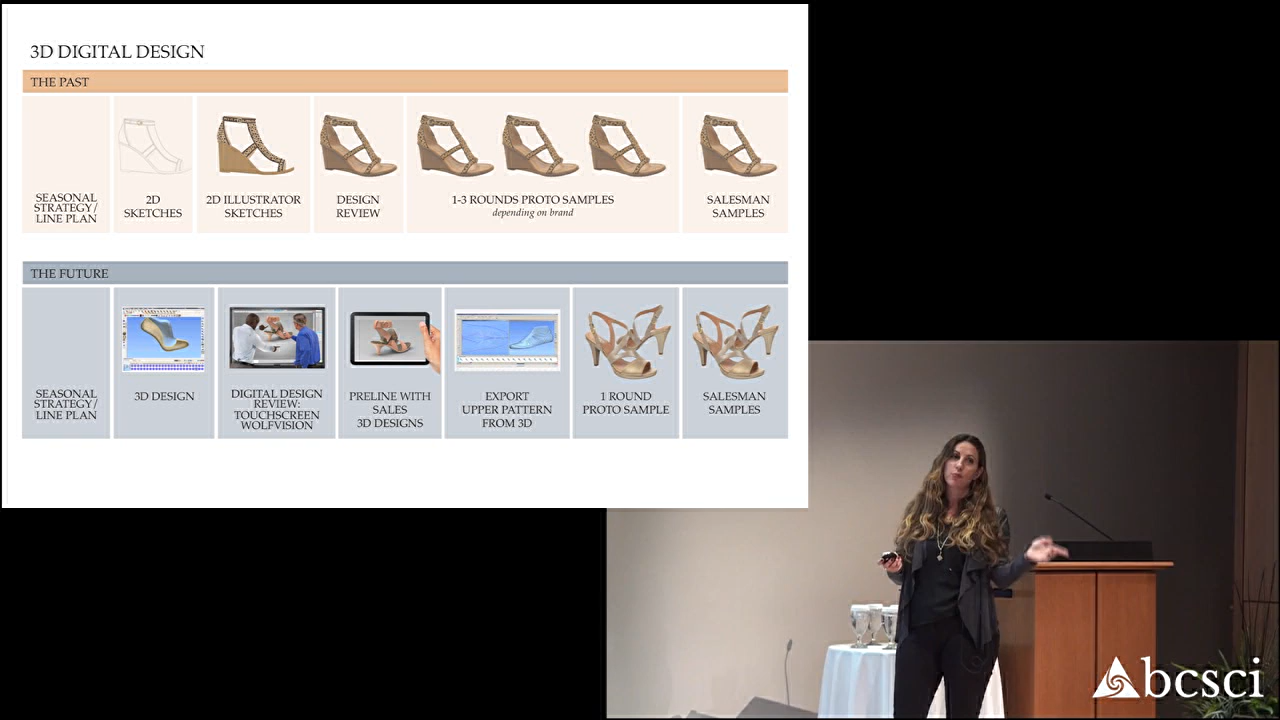 3D DIGITAL DESIGN
THE PAST
SEASONAL
STRATEGY/
LINE PLAN
2D
SKETCHES
2D ILLUSTRATOR
SKETCHES
DESIGN
REVIEW
1-3 ROUNDS PROTO SAMPLES
depending on brand
SALESMAN
SAMPLES
THE FUTURE
SEASONAL
STRATEGY/
LINE PLAN
3D DESIGN
DIGITAL DESIGN
REVIEW:
TOUCHSCREEN
WOLFVISION
PRELINE WITH
SALES
3D DESIGNS
EXPORT
UPPER PATTERN
FROM 3D
1 ROUND
PROTO SAMPLE
SALESMAN
SAMPLES
bcsci